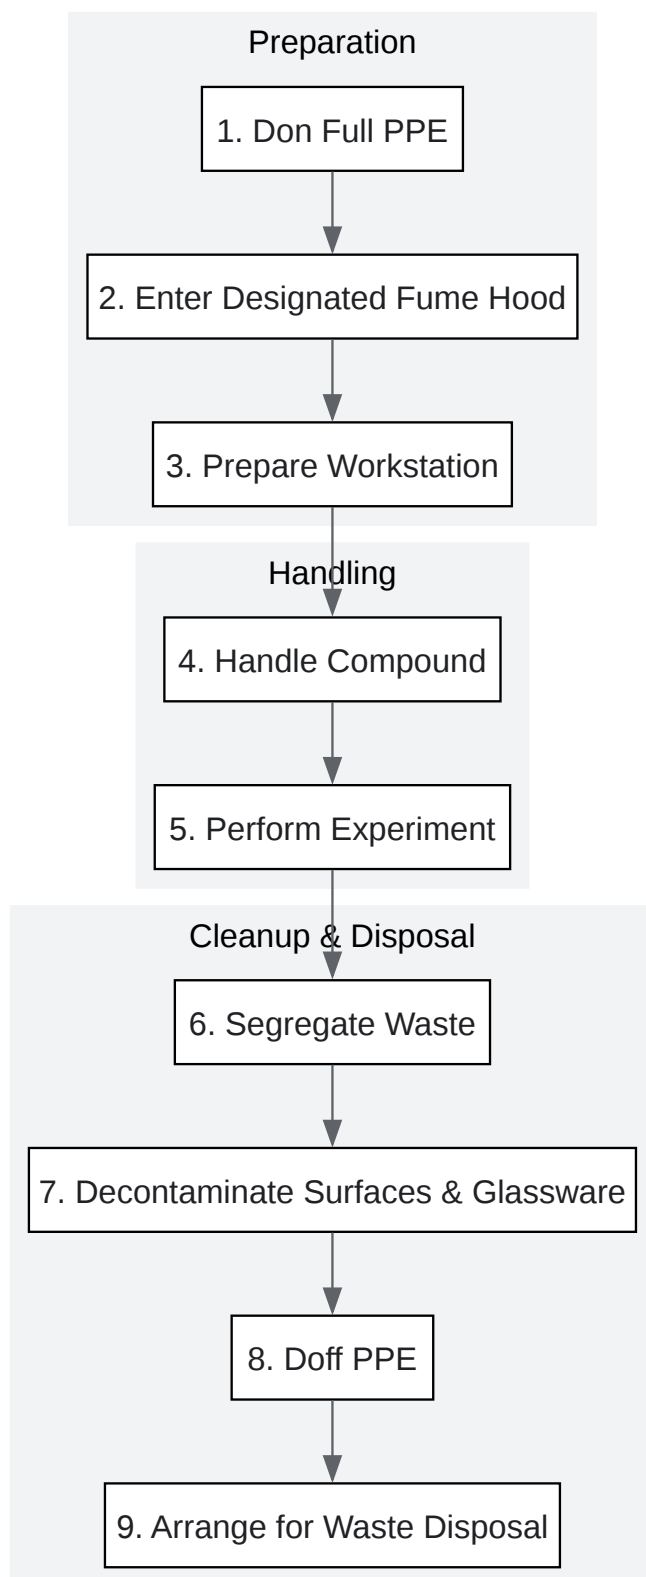 Preparation
1. Don Full PPE
2. Enter Designated Fume Hood
3. Prepare Workstation
Handling
4. Handle Compound
5. Perform Experiment
Cleanup & Disposal
6. Segregate Waste
7. Decontaminate Surfaces & Glassware
8. Doff PPE
9. Arrange for Waste Disposal